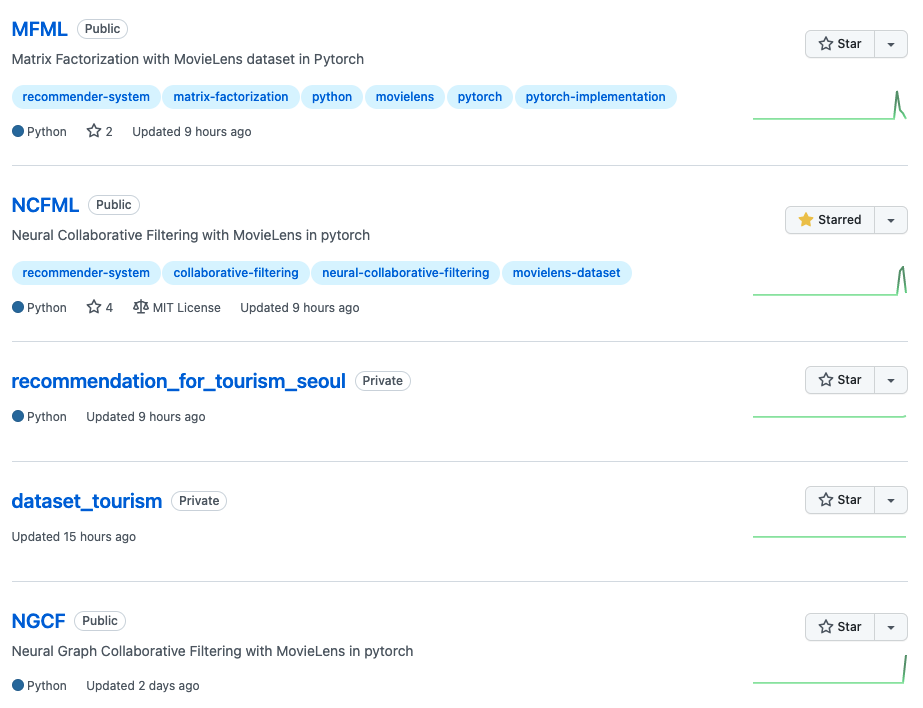 MFML Public
Star
Matrix Factorization with MovieLens dataset in Pytorch
recommender-system matrix-factorization python movielens pytorch pytorch-implementation
Python 2 Updated 9 hours ago
NCFML Public
Starred
Neural Collaborative Filtering with MovieLens in pytorch
recommender-system collaborative-filtering neural-collaborative-filtering movielens-dataset
Python 4 MIT License Updated 9 hours ago
recommendation_for_tourism_seoul Private
Star
Python Updated 9 hours ago
dataset_tourism Private
Star
Updated 15 hours ago
NGCF Public
Star
Neural Graph Collaborative Filtering with MovieLens in pytorch
Python Updated 2 days ago